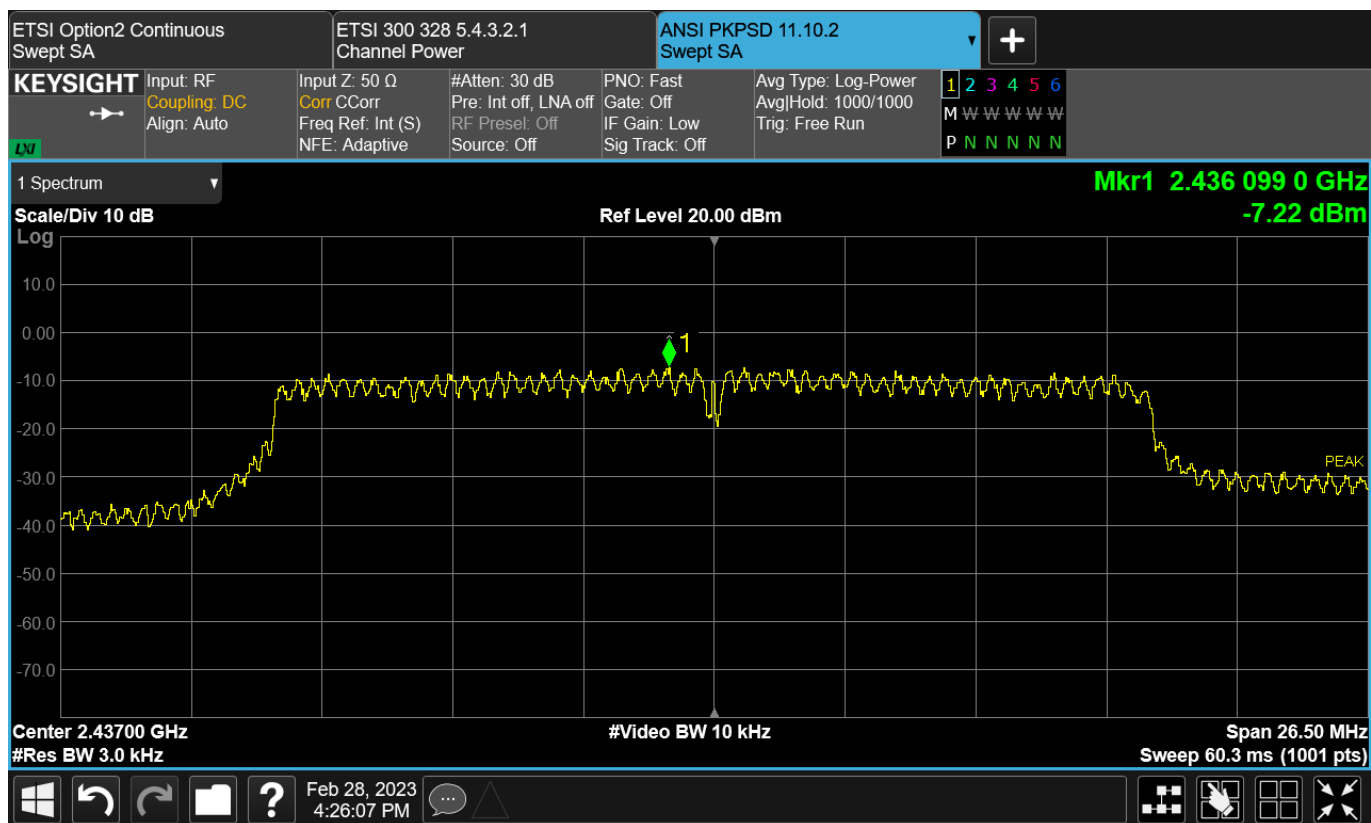 ETSI Option2 Continuous
Swept SA
ETSI 300 328 5.4.3.2.1
Channel Power
ANSI PKPSD 11.10.2
Swept SA
KEYSIGHT
LXI
Input: RF
Coupling: DC
Align: Auto
Input Z: 50 Ω
Corr CCorr
Freq Ref: Int (S)
NFE: Adaptive
#Atten: 30 dB
Pre: Int off, LNA off
RF Presel: Off
Source: Off
PNO: Fast
Gate: Off
IF Gain: Low
Sig Track: Off
Avg Type: Log-Power
Avg|Hold: 1000/1000
Trig: Free Run
1 2 3 4 5 6
M W W W W W
P N N N N N
1 Spectrum
Mkr1 2.436 099 0 GHz
-7.22 dBm
Scale/Div 10 dB
Ref Level 20.00 dBm
Log
10.0
0.00
-10.0
-20.0
-30.0
-40.0
-50.0
-60.0
-70.0
1
PEAK
Center 2.43700 GHz
#Video BW 10 kHz
Span 26.50 MHz
#Res BW 3.0 kHz
Sweep 60.3 ms (1001 pts)
?
Feb 28, 2023
4:26:07 PM